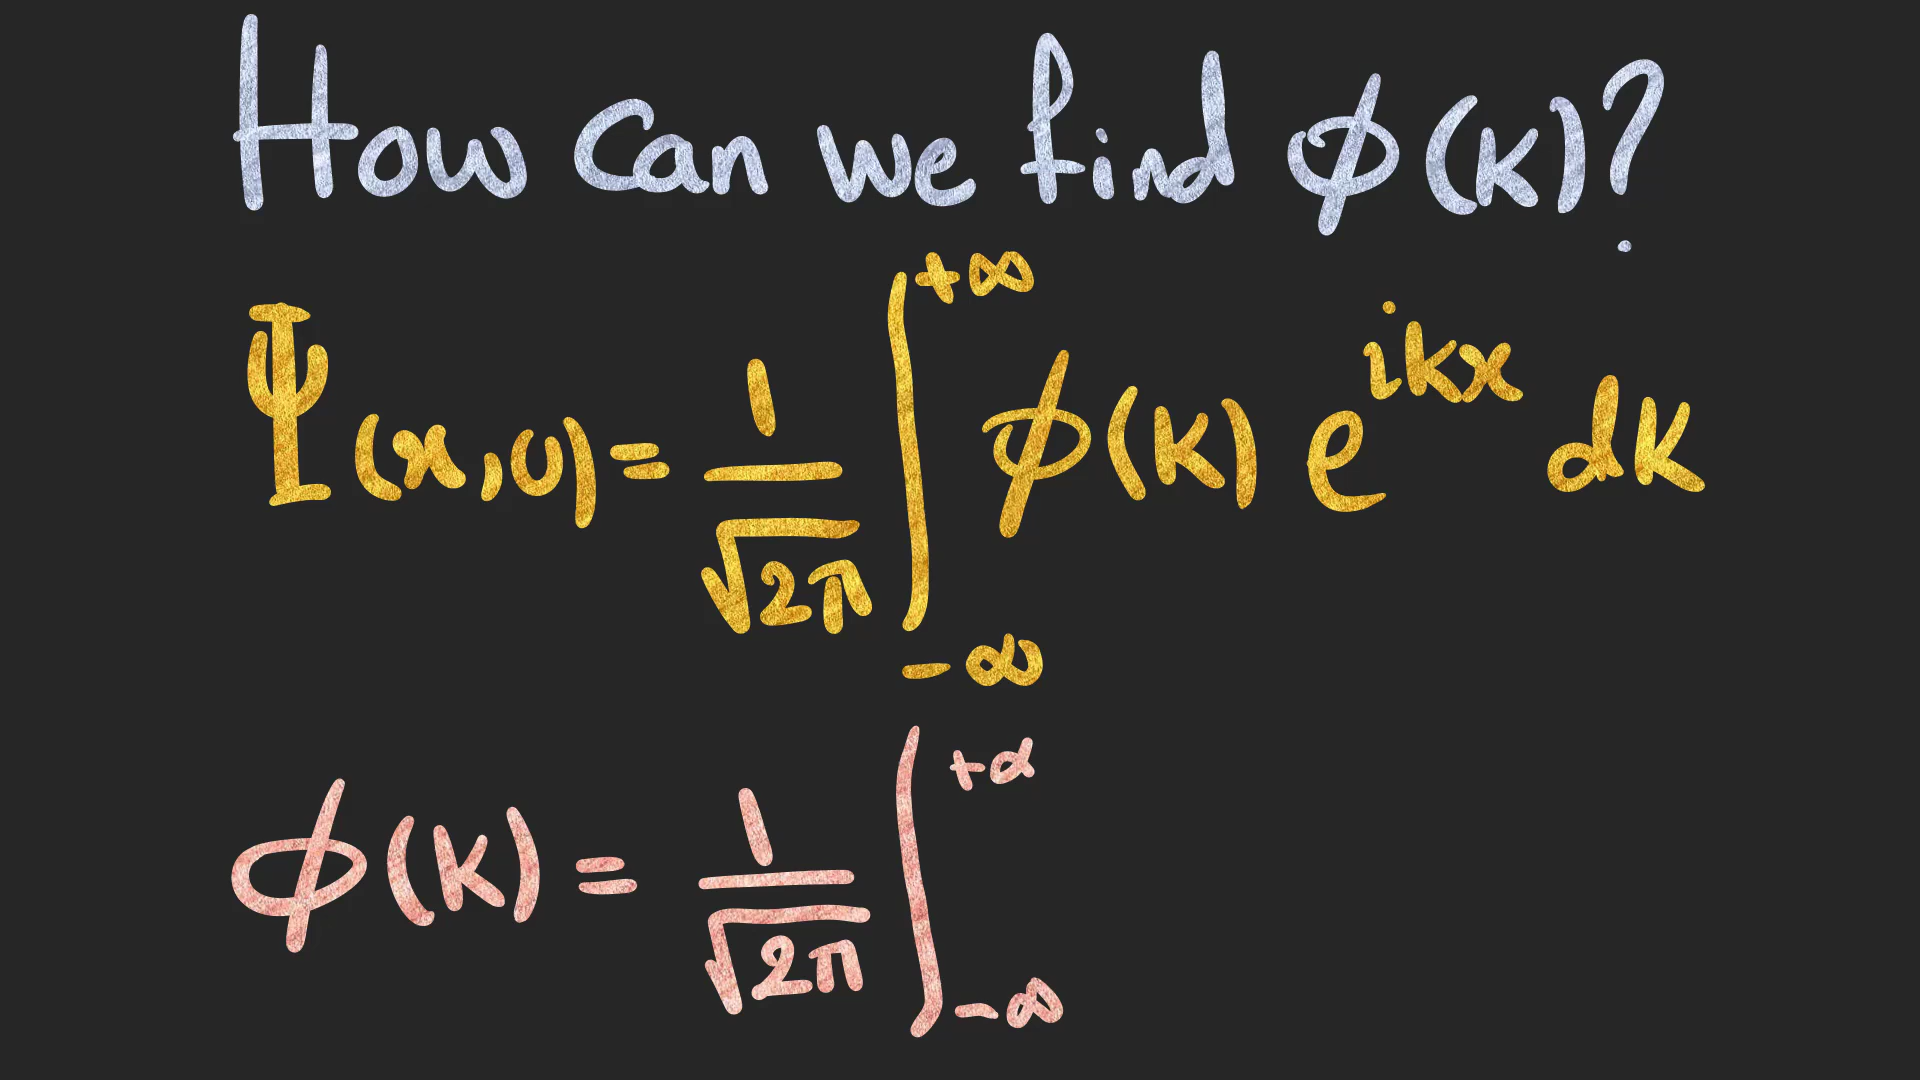 How can we find ϕ(k)?
Ψ(x,0) = 1/√2π ∫_{-∞}^{+∞} ϕ(k) e^{ikx} dk
ϕ(k) = 1/√2π ∫_{-∞}^{+α}